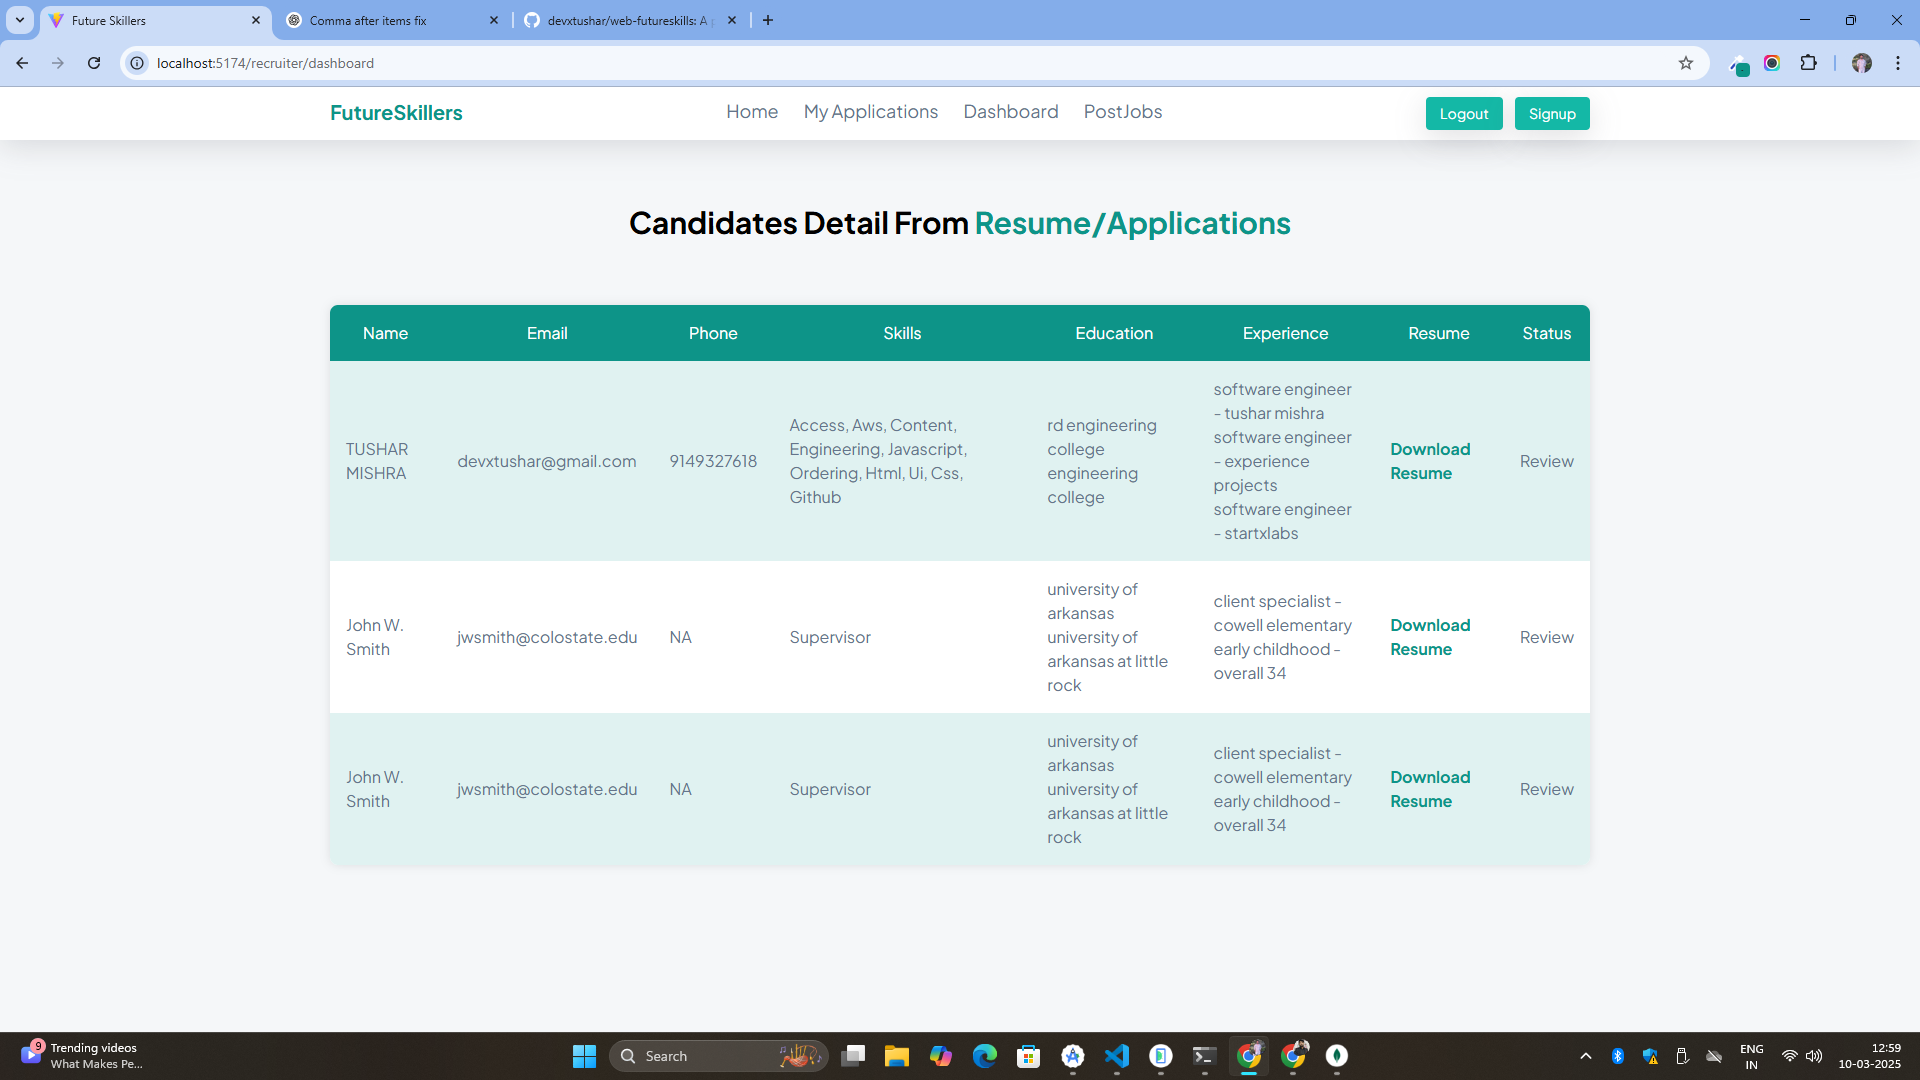 Future Skillers
Comma after items fix
devxtushar/web-futureskills: A
localhost:5174/recruiter/dashboard
FutureSkillers
Home
My Applications
Dashboard
PostJobs
Logout
Signup
Candidates Detail From Resume/Applications
Name
Email
Phone
Skills
Education
Experience
Resume
Status
TUSHAR
MISHRA
devxtushar@gmail.com
9149327618
Access, Aws, Content,
Engineering, Javascript,
Ordering, Html, Ui, Css,
Github
rd engineering
college
engineering
college
software engineer
- tushar mishra
software engineer
- experience
projects
software engineer
- startxlabs
Download
Resume
Review
John W.
Smith
jwsmith@colostate.edu
NA
Supervisor
university of
arkansas
university of
arkansas at little
rock
client specialist -
cowell elementary
early childhood -
overall 34
Download
Resume
Review
John W.
Smith
jwsmith@colostate.edu
NA
Supervisor
university of
arkansas
university of
arkansas at little
rock
client specialist -
cowell elementary
early childhood -
overall 34
Download
Resume
Review
9
Trending videos
What Makes Pe...
Search
ENG
IN
12:59
10-03-2025